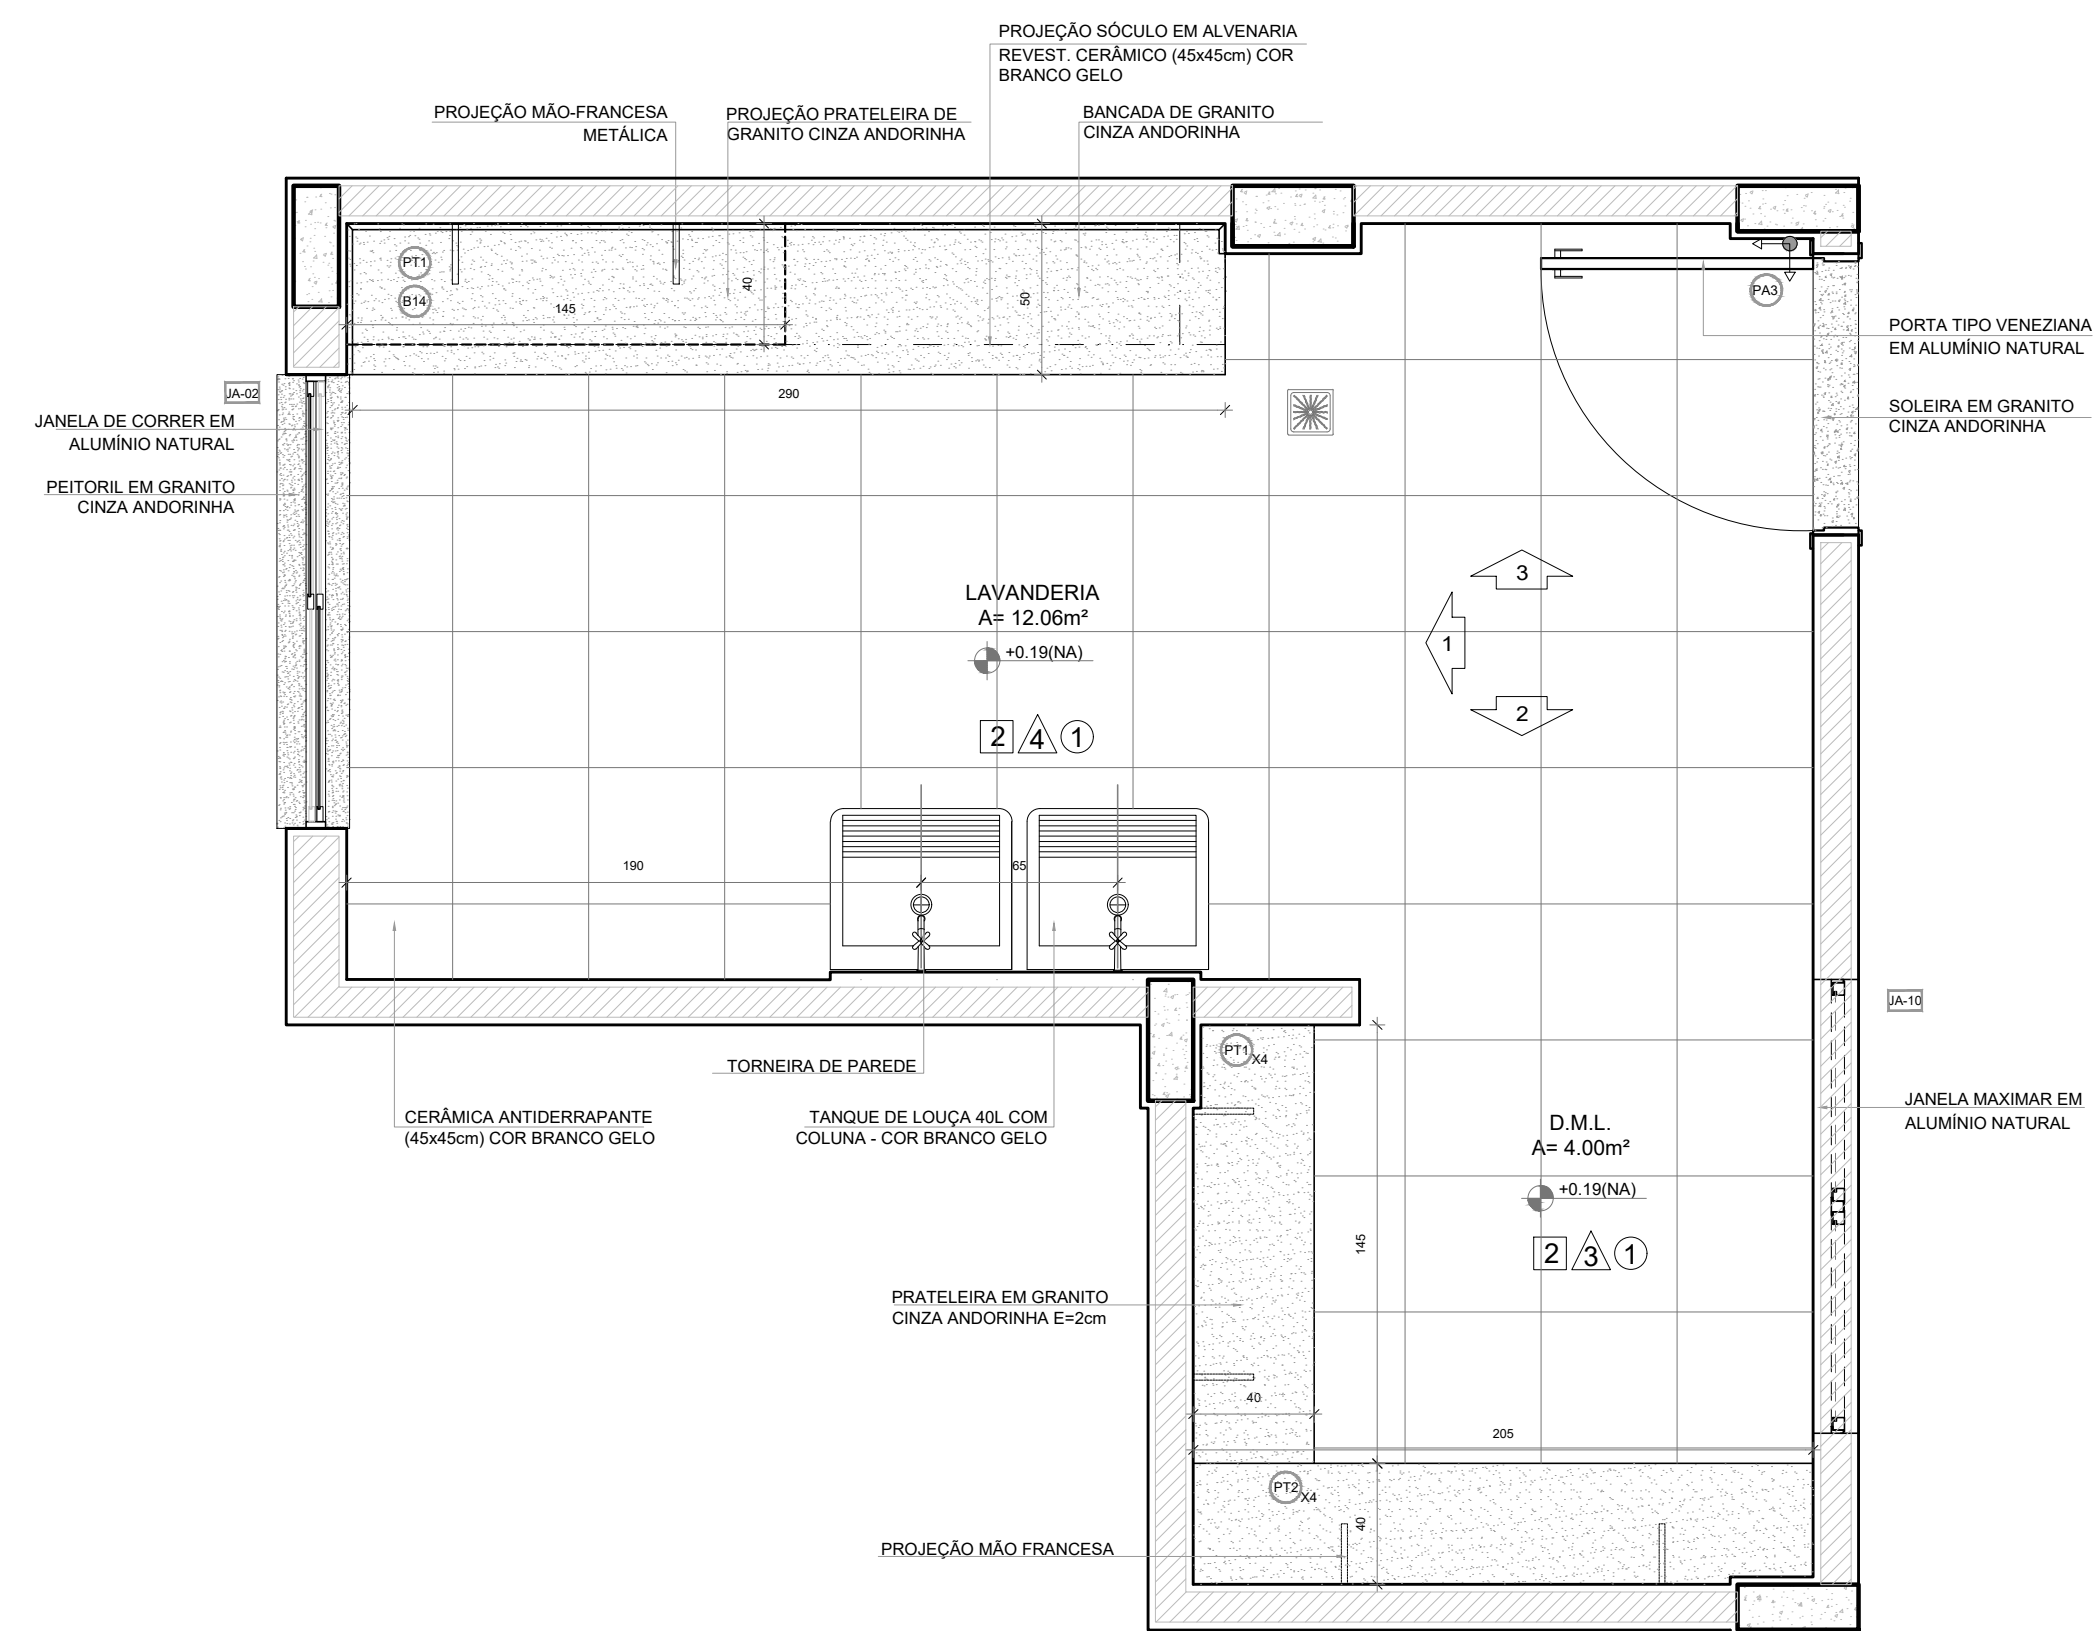 PROJEÇÃO SÓCULO EM ALVENARIA
REVEST. CERÂMICO (45x45cm) COR
BRANCO GELO
PROJEÇÃO MÃO-FRANCESA
METÁLICA
PROJEÇÃO PRATELEIRA DE
GRANITO CINZA ANDORINHA
BANCADA DE GRANITO
CINZA ANDORINHA
PT1
B14
145
40
50
PA3
PORTA TIPO VENEZIANA
EM ALUMÍNIO NATURAL
JA-02
290
JANELA DE CORRER EM
ALUMÍNIO NATURAL
SOLEIRA EM GRANITO
CINZA ANDORINHA
PEITORIL EM GRANITO
CINZA ANDORINHA
LAVANDERIA
A= 12.06m²
+0.19(NA)
2 4 1
3
1
2
190
65
JA-10
TORNEIRA DE PAREDE
PT1 X4
CERÂMICA ANTIDERRAPANTE
(45x45cm) COR BRANCO GELO
TANQUE DE LOUÇA 40L COM
COLUNA - COR BRANCO GELO
JANELA MAXIMAR EM
ALUMÍNIO NATURAL
D.M.L.
A= 4.00m²
+0.19(NA)
2 3 1
145
PRATELEIRA EM GRANITO
CINZA ANDORINHA E=2cm
40
205
PT2 X4
40
PROJEÇÃO MÃO FRANCESA